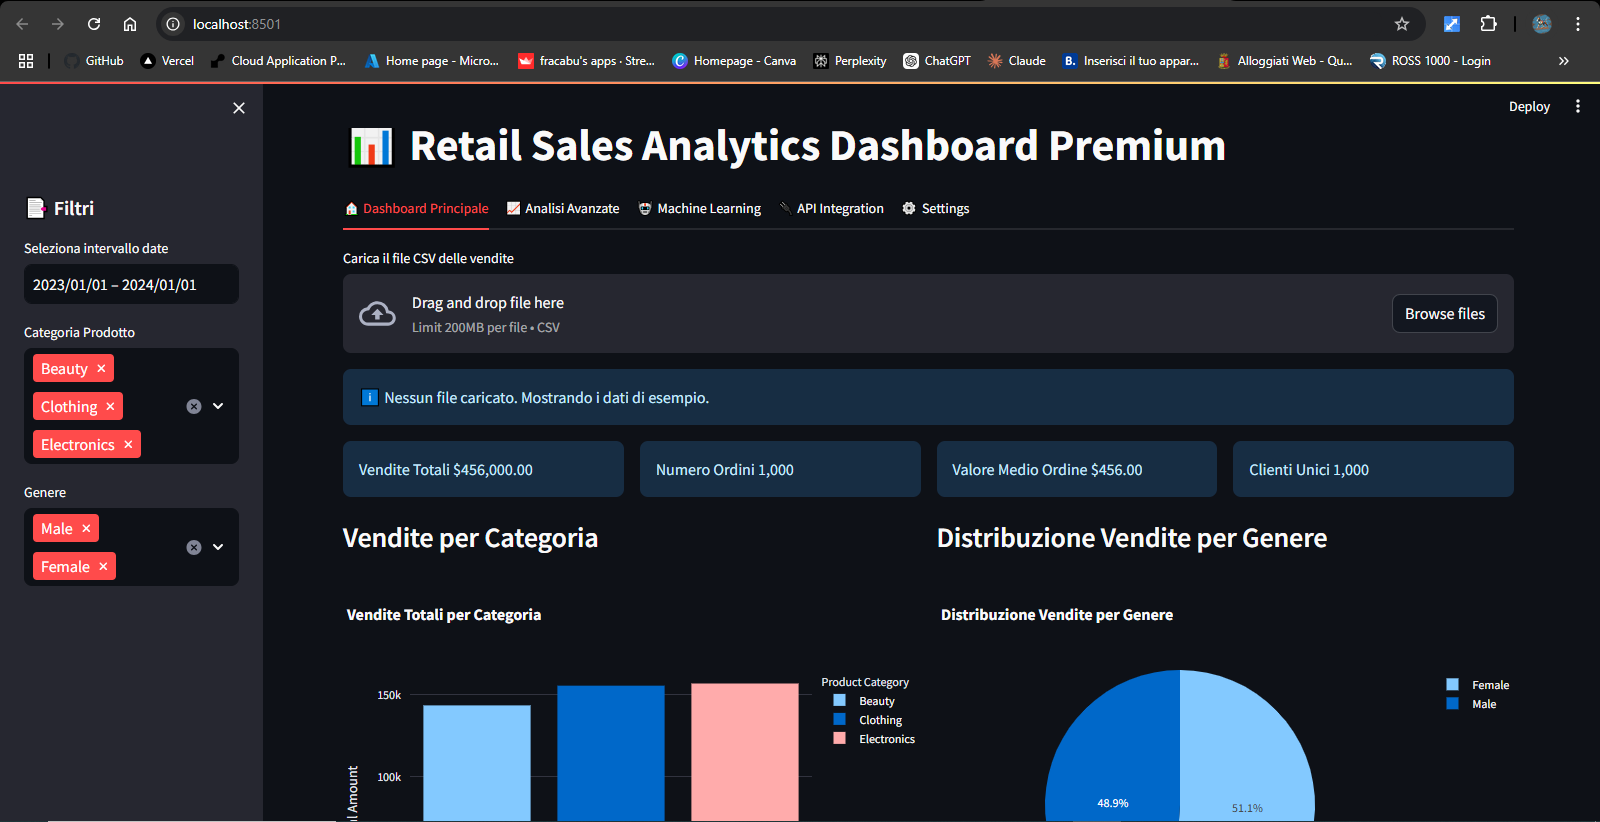 localhost:8501
GitHub
Vercel
Cloud Application P...
Home page - Micro...
fracabu's apps · Stre...
Homepage - Canva
Perplexity
ChatGPT
Claude
B. Inserisci il tuo appar...
Alloggiati Web - Qu...
ROSS 1000 - Login
Deploy
Filtri
Seleziona intervallo date
2023/01/01 – 2024/01/01
Categoria Prodotto
Beauty
Clothing
Electronics
Genere
Male
Female
Retail Sales Analytics Dashboard Premium
Dashboard Principale
Analisi Avanzate
Machine Learning
API Integration
Settings
Carica il file CSV delle vendite
Drag and drop file here
Limit 200MB per file • CSV
Browse files
Nessun file caricato. Mostrando i dati di esempio.
Vendite Totali $456,000.00
Numero Ordini 1,000
Valore Medio Ordine $456.00
Clienti Unici 1,000
Vendite per Categoria
Vendite Totali per Categoria
150k
100k
Amount
Product Category
Beauty
Clothing
Electronics
Distribuzione Vendite per Genere
Distribuzione Vendite per Genere
48.9%
51.1%
Female
Male